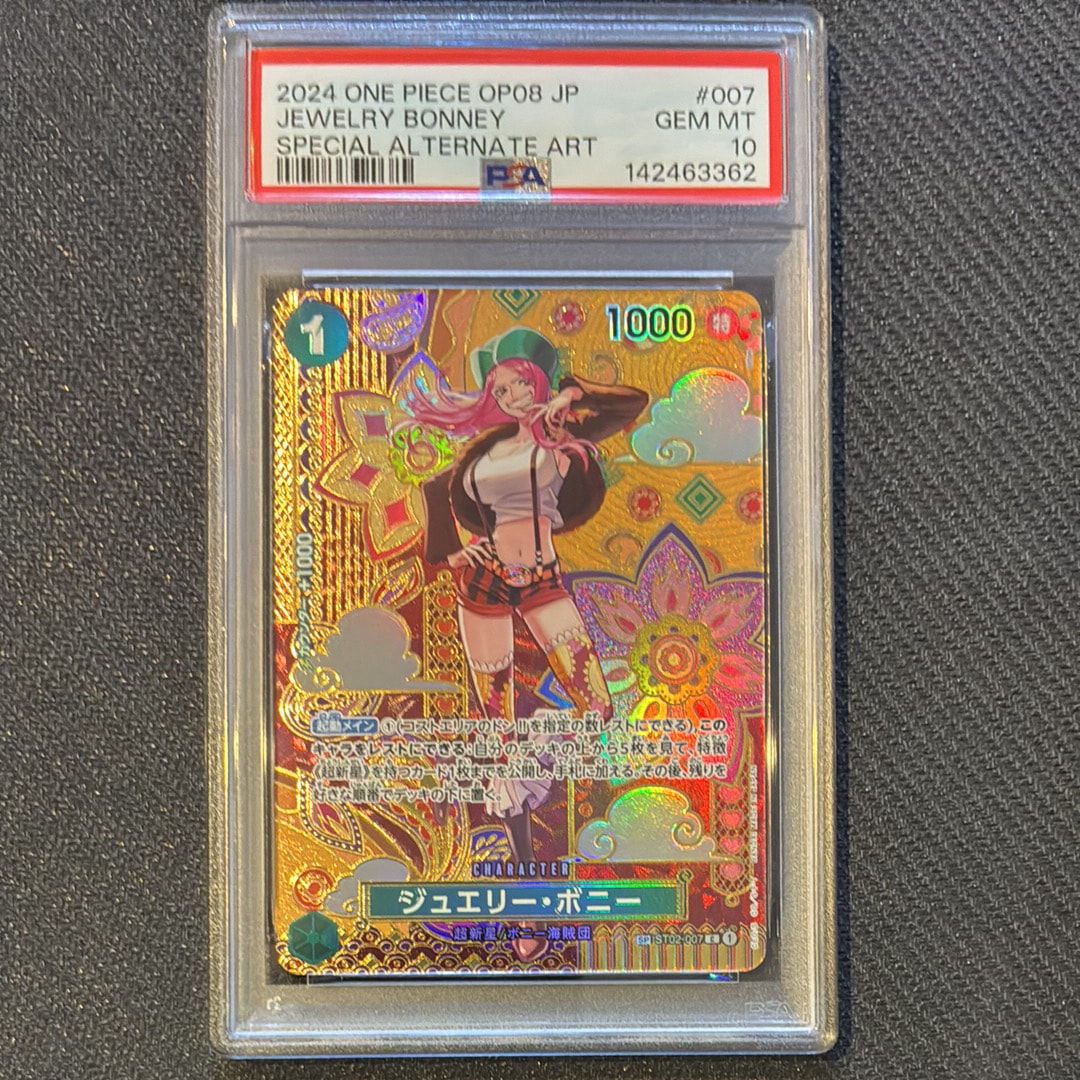 2024 ONE PIECE OP08 JP
#007
JEWELRY BONNEY
GEM MT
SPECIAL ALTERNATE ART
10
PSA
142463362
1
1000
特
カウンター+1000
起動メイン ①(コストエリアのドン!!を指定の数レストにできる),この
キャラをレストにできる:自分のデッキの上から5枚を見て、特徴
《超新星》を持つカード1枚までを公開し、手札に加える。その後、残りを
好きな順番でデッキの下に置く。
CHARACTER
ジュエリー・ボニー
超新星/ボニー海賊団
SP ST02-007 C 1